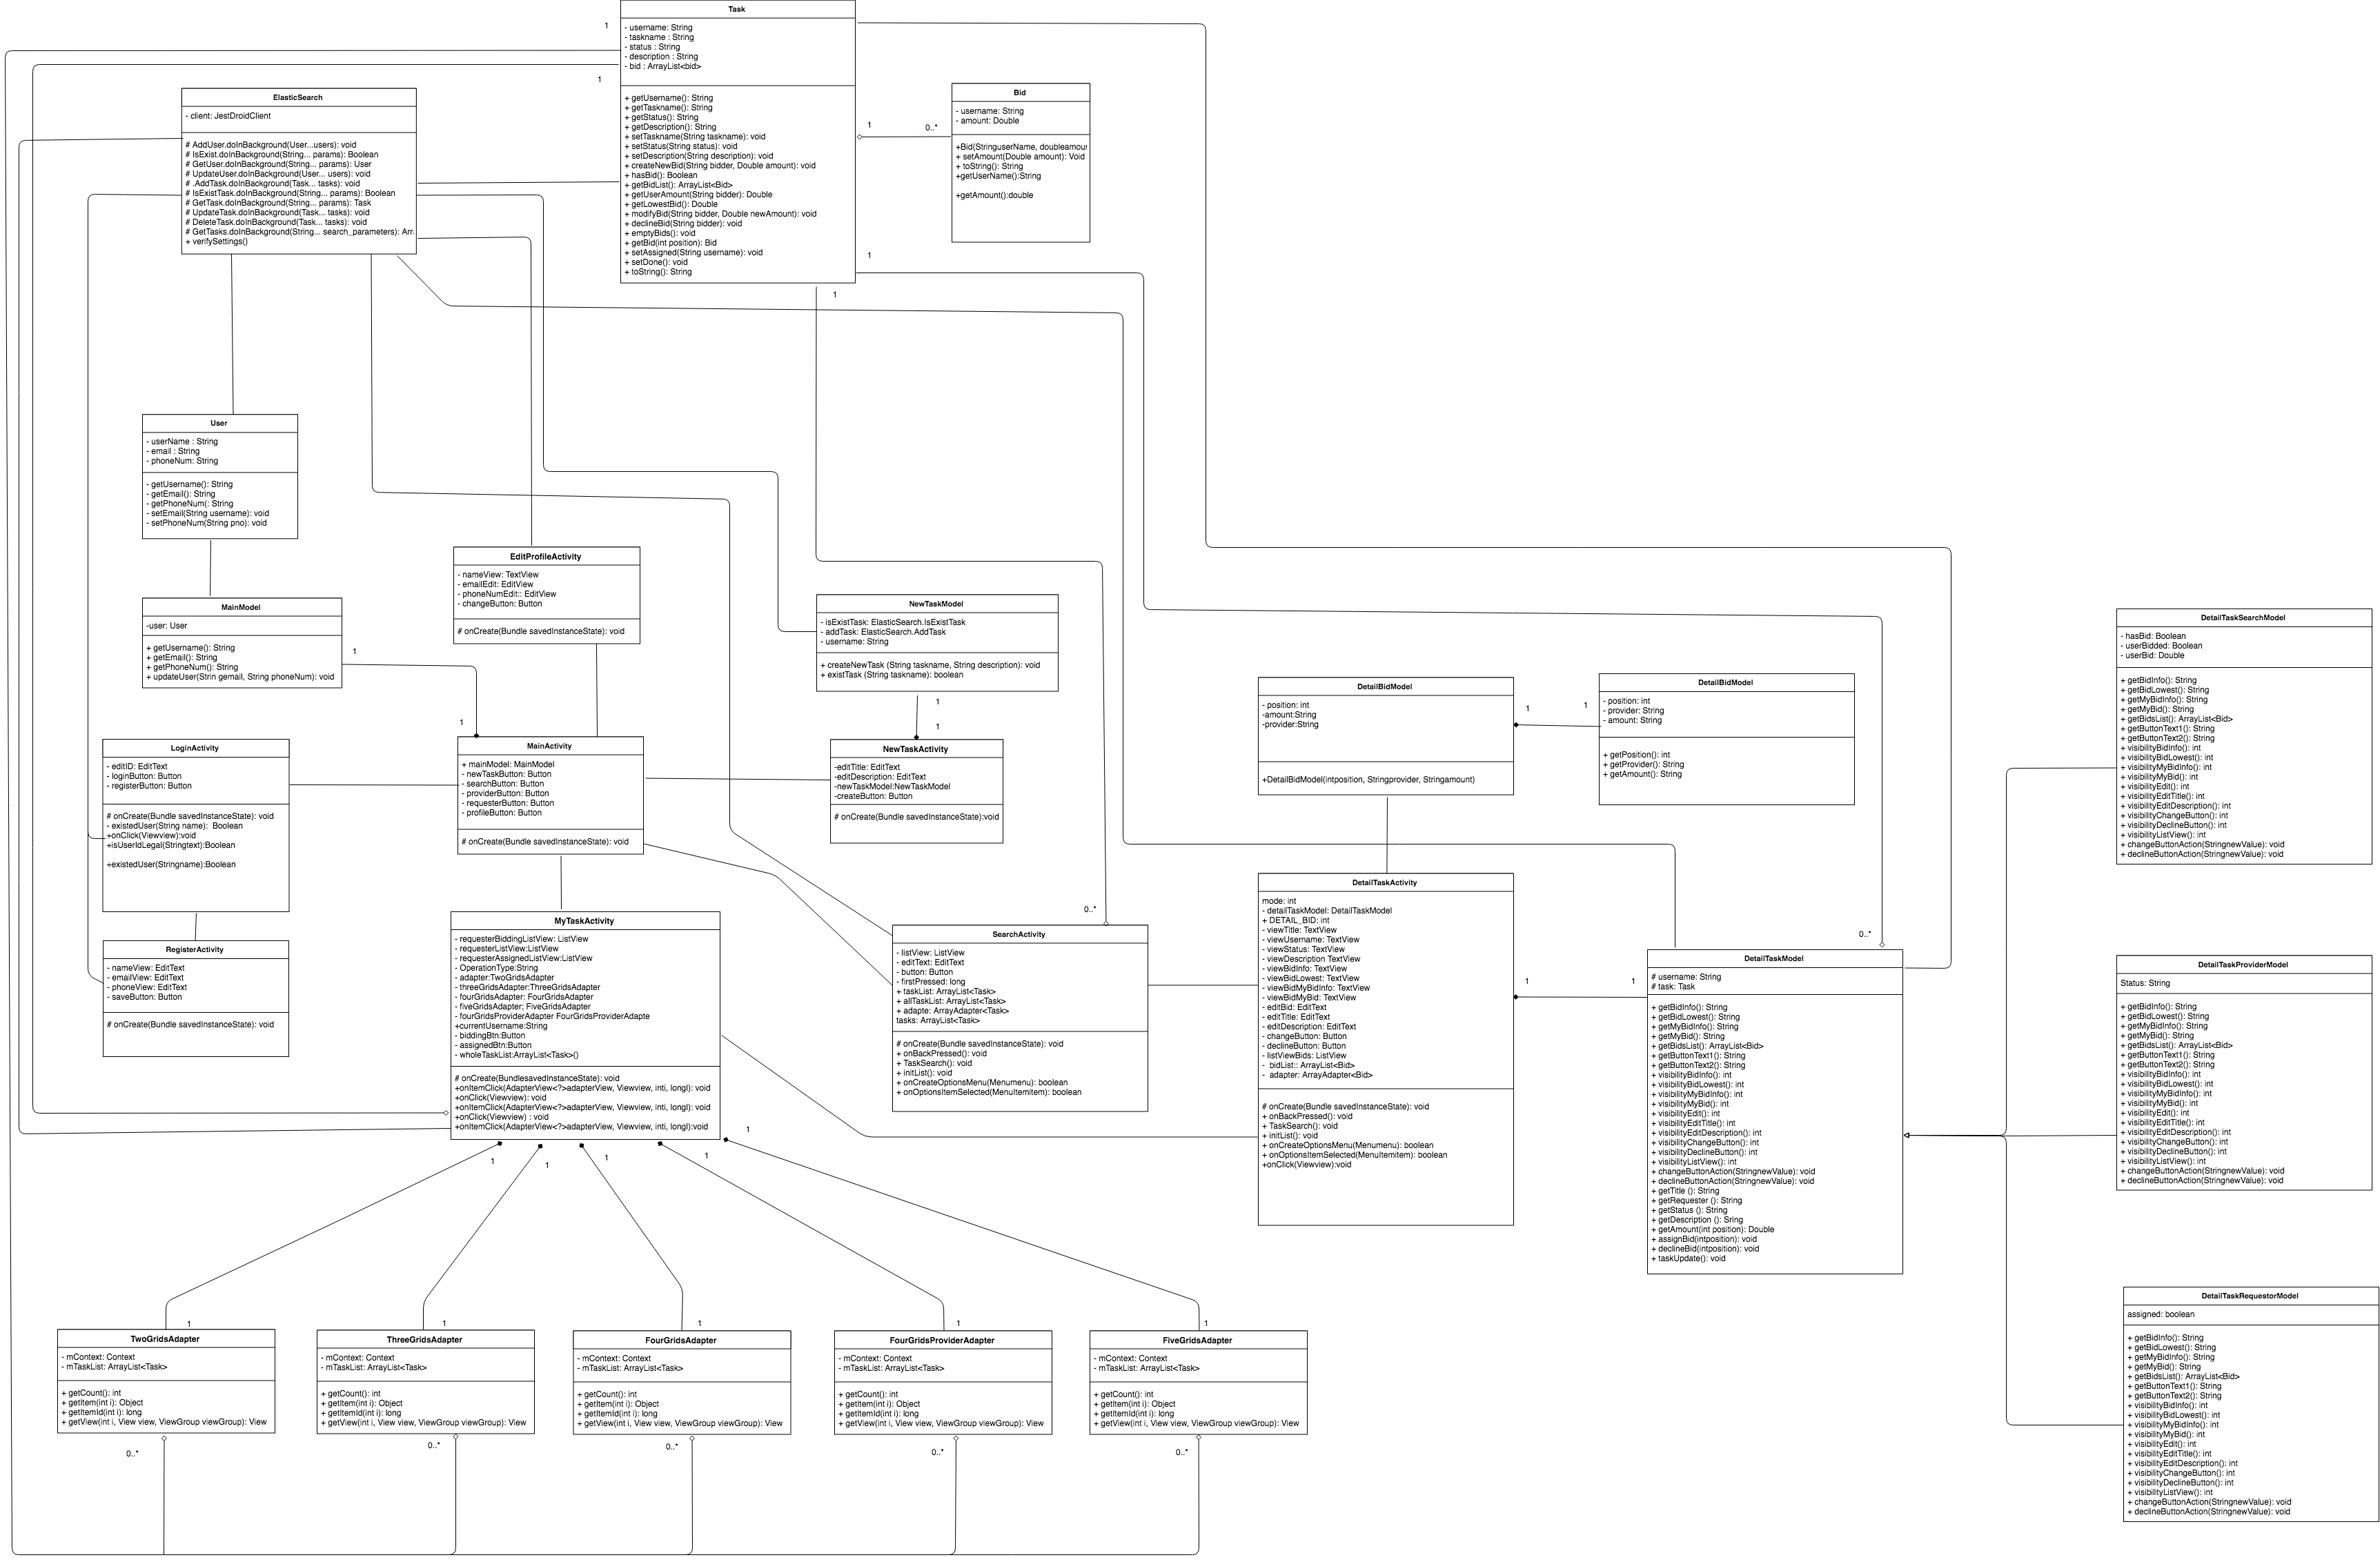 Task
- username: String
- taskname : String
- status : String
- description : String
- bid : ArrayList<bid>
+ getUsername(): String
+ getTaskname(): String
+ getStatus(): String
+ getDescription(): String
+ setTaskname(String taskname): void
+ setStatus(String status): void
+ setDescription(String description): void
+ createNewBid(String bidder, Double amount): void
+ hasBid(): Boolean
+ getBidList(): ArrayList<Bid>
+ getUserAmount(String bidder): Double
+ getLowestBid(): Double
+ modifyBid(String bidder, Double newAmount): void
+ declineBid(String bidder): void
+ emptyBids(): void
+ getBid(int position): Bid
+ setAssigned(String username): void
+ setDone(): void
+ toString(): String
1
1
1
0..*
1
1
Bid
- username: String
- amount: Double
+Bid(StringuserName, doubleamour
+ setAmount(Double amount): Void
+ toString(): String
+getUserName():String
+getAmount():double
ElasticSearch
- client: JestDroidClient
# AddUser.doInBackground(User...users): void
# IsExist.doInBackground(String... params): Boolean
# GetUser.doInBackground(String... params): User
# UpdateUser.doInBackground(User... users): void
# .AddTask.doInBackground(Task... tasks): void
# IsExistTask.doInBackground(String... params): Boolean
# GetTask.doInBackground(String... params): Task
# UpdateTask.doInBackground(Task... tasks): void
# DeleteTask.doInBackground(Task... tasks): void
# GetTasks.doInBackground(String... search_parameters): Arr
+ verifySettings()
User
- userName : String
- email : String
- phoneNum: String
- getUsername(): String
- getEmail(): String
- getPhoneNum(: String
- setEmail(String username): void
- setPhoneNum(String pno): void
EditProfileActivity
- nameView: TextView
- emailEdit: EditView
- phoneNumEdit:: EditView
- changeButton: Button
# onCreate(Bundle savedInstanceState): void
MainModel
-user: User
+ getUsername(): String
+ getEmail(): String
+ getPhoneNum(): String
+ updateUser(Strin gemail, String phoneNum): void
1
1
NewTaskModel
- isExistTask: ElasticSearch.IsExistTask
- addTask: ElasticSearch.AddTask
- username: String
+ createNewTask (String taskname, String description): void
+ existTask (String taskname): boolean
1
1
LoginActivity
- editID: EditText
- loginButton: Button
- registerButton: Button
# onCreate(Bundle savedInstanceState): void
- existedUser(String name):  Boolean
+onClick(Viewview):void
+isUserIdLegal(Stringtext):Boolean
+existedUser(Stringname):Boolean
MainActivity
+ mainModel: MainModel
- newTaskButton: Button
- searchButton: Button
- providerButton: Button
- requesterButton: Button
- profileButton: Button
# onCreate(Bundle savedInstanceState): void
NewTaskActivity
-editTitle: EditText
-editDescription: EditText
-newTaskModel:NewTaskModel
-createButton: Button
# onCreate(Bundle savedInstanceState):void
DetailBidModel
- position: int
-amount:String
-provider:String
+DetailBidModel(intposition, Stringprovider, Stringamount)
1
1
DetailBidModel
- position: int
- provider: String
- amount: String
+ getPosition(): int
+ getProvider(): String
+ getAmount(): String
DetailTaskSearchModel
- hasBid: Boolean
- userBidded: Boolean
- userBid: Double
+ getBidInfo(): String
+ getBidLowest(): String
+ getMyBidInfo(): String
+ getMyBid(): String
+ getBidsList(): ArrayList<Bid>
+ getButtonText1(): String
+ getButtonText2(): String
+ visibilityBidInfo(): int
+ visibilityBidLowest(): int
+ visibilityMyBidInfo(): int
+ visibilityMyBid(): int
+ visibilityEdit(): int
+ visibilityEditTitle(): int
+ visibilityEditDescription(): int
+ visibilityChangeButton(): int
+ visibilityDeclineButton(): int
+ visibilityListView(): int
+ changeButtonAction(StringnewValue): void
+ declineButtonAction(StringnewValue): void
RegisterActivity
- nameView: EditText
- emailView: EditText
- phoneView: EditText
- saveButton: Button
# onCreate(Bundle savedInstanceState): void
MyTaskActivity
- requesterBiddingListView: ListView
- requesterListView:ListView
- requesterAssignedListView:ListView
- OperationType:String
- adapter:TwoGridsAdapter
- threeGridsAdapter:ThreeGridsAdapter
- fourGridsAdapter: FourGridsAdapter
- fiveGridsAdapter; FiveGridsAdapter
- fourGridsProviderAdapter FourGridsProviderAdapte
+currentUsername:String
- biddingBtn:Button
- assignedBtn:Button
- wholeTaskList:ArrayList<Task>()
# onCreate(BundlesavedInstanceState): void
+onItemClick(AdapterView<?>adapterView, Viewview, inti, longl): void
+onClick(Viewview): void
+onItemClick(AdapterView<?>adapterView, Viewview, inti, longl): void
+onClick(Viewview) : void
+onItemClick(AdapterView<?>adapterView, Viewview, inti, longl):void
0..*
SearchActivity
- listView: ListView
- editText: EditText
- button: Button
- firstPressed: long
+ taskList: ArrayList<Task>
+ allTaskList: ArrayList<Task>
+ adapte: ArrayAdapter<Task>
tasks: ArrayList<Task>
# onCreate(Bundle savedInstanceState): void
+ onBackPressed(): void
+ TaskSearch(): void
+ initList(): void
+ onCreateOptionsMenu(Menumenu): boolean
+ onOptionsItemSelected(MenuItemitem): boolean
DetailTaskActivity
mode: int
- detailTaskModel: DetailTaskModel
+ DETAIL_BID: int
- viewTitle: TextView
- viewUsername: TextView
- viewStatus: TextView
- viewDescription TextView
- viewBidInfo: TextView
- viewBidLowest: TextView
- viewBidMyBidInfo: TextView
- viewBidMyBid: TextView
- editBid: EditText
- editTitle: EditText
- editDescription: EditText
- changeButton: Button
- declineButton: Button
- listViewBids: ListView
-  bidList:: ArrayList<Bid>
-  adapter: ArrayAdapter<Bid>
# onCreate(Bundle savedInstanceState): void
+ onBackPressed(): void
+ TaskSearch(): void
+ initList(): void
+ onCreateOptionsMenu(Menumenu): boolean
+ onOptionsItemSelected(MenuItemitem): boolean
+onClick(Viewview):void
1
1
0..*
DetailTaskModel
# username: String
# task: Task
+ getBidInfo(): String
+ getBidLowest(): String
+ getMyBidInfo(): String
+ getMyBid(): String
+ getBidsList(): ArrayList<Bid>
+ getButtonText1(): String
+ getButtonText2(): String
+ visibilityBidInfo(): int
+ visibilityBidLowest(): int
+ visibilityMyBidInfo(): int
+ visibilityMyBid(): int
+ visibilityEdit(): int
+ visibilityEditTitle(): int
+ visibilityEditDescription(): int
+ visibilityChangeButton(): int
+ visibilityDeclineButton(): int
+ visibilityListView(): int
+ changeButtonAction(StringnewValue): void
+ declineButtonAction(StringnewValue): void
+ getTitle (): String
+ getRequester (): String
+ getStatus (): String
+ getDescription (): Sring
+ getAmount(int position): Double
+ assignBid(intposition): void
+ declineBid(intposition): void
+ taskUpdate(): void
DetailTaskProviderModel
Status: String
+ getBidInfo(): String
+ getBidLowest(): String
+ getMyBidInfo(): String
+ getMyBid(): String
+ getBidsList(): ArrayList<Bid>
+ getButtonText1(): String
+ getButtonText2(): String
+ visibilityBidInfo(): int
+ visibilityBidLowest(): int
+ visibilityMyBidInfo(): int
+ visibilityMyBid(): int
+ visibilityEdit(): int
+ visibilityEditTitle(): int
+ visibilityEditDescription(): int
+ visibilityChangeButton(): int
+ visibilityDeclineButton(): int
+ visibilityListView(): int
+ changeButtonAction(StringnewValue): void
+ declineButtonAction(StringnewValue): void
DetailTaskRequestorModel
assigned: boolean
+ getBidInfo(): String
+ getBidLowest(): String
+ getMyBidInfo(): String
+ getMyBid(): String
+ getBidsList(): ArrayList<Bid>
+ getButtonText1(): String
+ getButtonText2(): String
+ visibilityBidInfo(): int
+ visibilityBidLowest(): int
+ visibilityMyBidInfo(): int
+ visibilityMyBid(): int
+ visibilityEdit(): int
+ visibilityEditTitle(): int
+ visibilityEditDescription(): int
+ visibilityChangeButton(): int
+ visibilityDeclineButton(): int
+ visibilityListView(): int
+ changeButtonAction(StringnewValue): void
+ declineButtonAction(StringnewValue): void
1
1
1
1
1
1
1
1
1
1
TwoGridsAdapter
- mContext: Context
- mTaskList: ArrayList<Task>
+ getCount(): int
+ getItem(int i): Object
+ getItemId(int i): long
+ getView(int i, View view, ViewGroup viewGroup): View
0..*
ThreeGridsAdapter
- mContext: Context
- mTaskList: ArrayList<Task>
+ getCount(): int
+ getItem(int i): Object
+ getItemId(int i): long
+ getView(int i, View view, ViewGroup viewGroup): View
0..*
FourGridsAdapter
- mContext: Context
- mTaskList: ArrayList<Task>
+ getCount(): int
+ getItem(int i): Object
+ getItemId(int i): long
+ getView(int i, View view, ViewGroup viewGroup): View
0..*
FourGridsProviderAdapter
- mContext: Context
- mTaskList: ArrayList<Task>
+ getCount(): int
+ getItem(int i): Object
+ getItemId(int i): long
+ getView(int i, View view, ViewGroup viewGroup): View
0..*
FiveGridsAdapter
- mContext: Context
- mTaskList: ArrayList<Task>
+ getCount(): int
+ getItem(int i): Object
+ getItemId(int i): long
+ getView(int i, View view, ViewGroup viewGroup): View
0..*